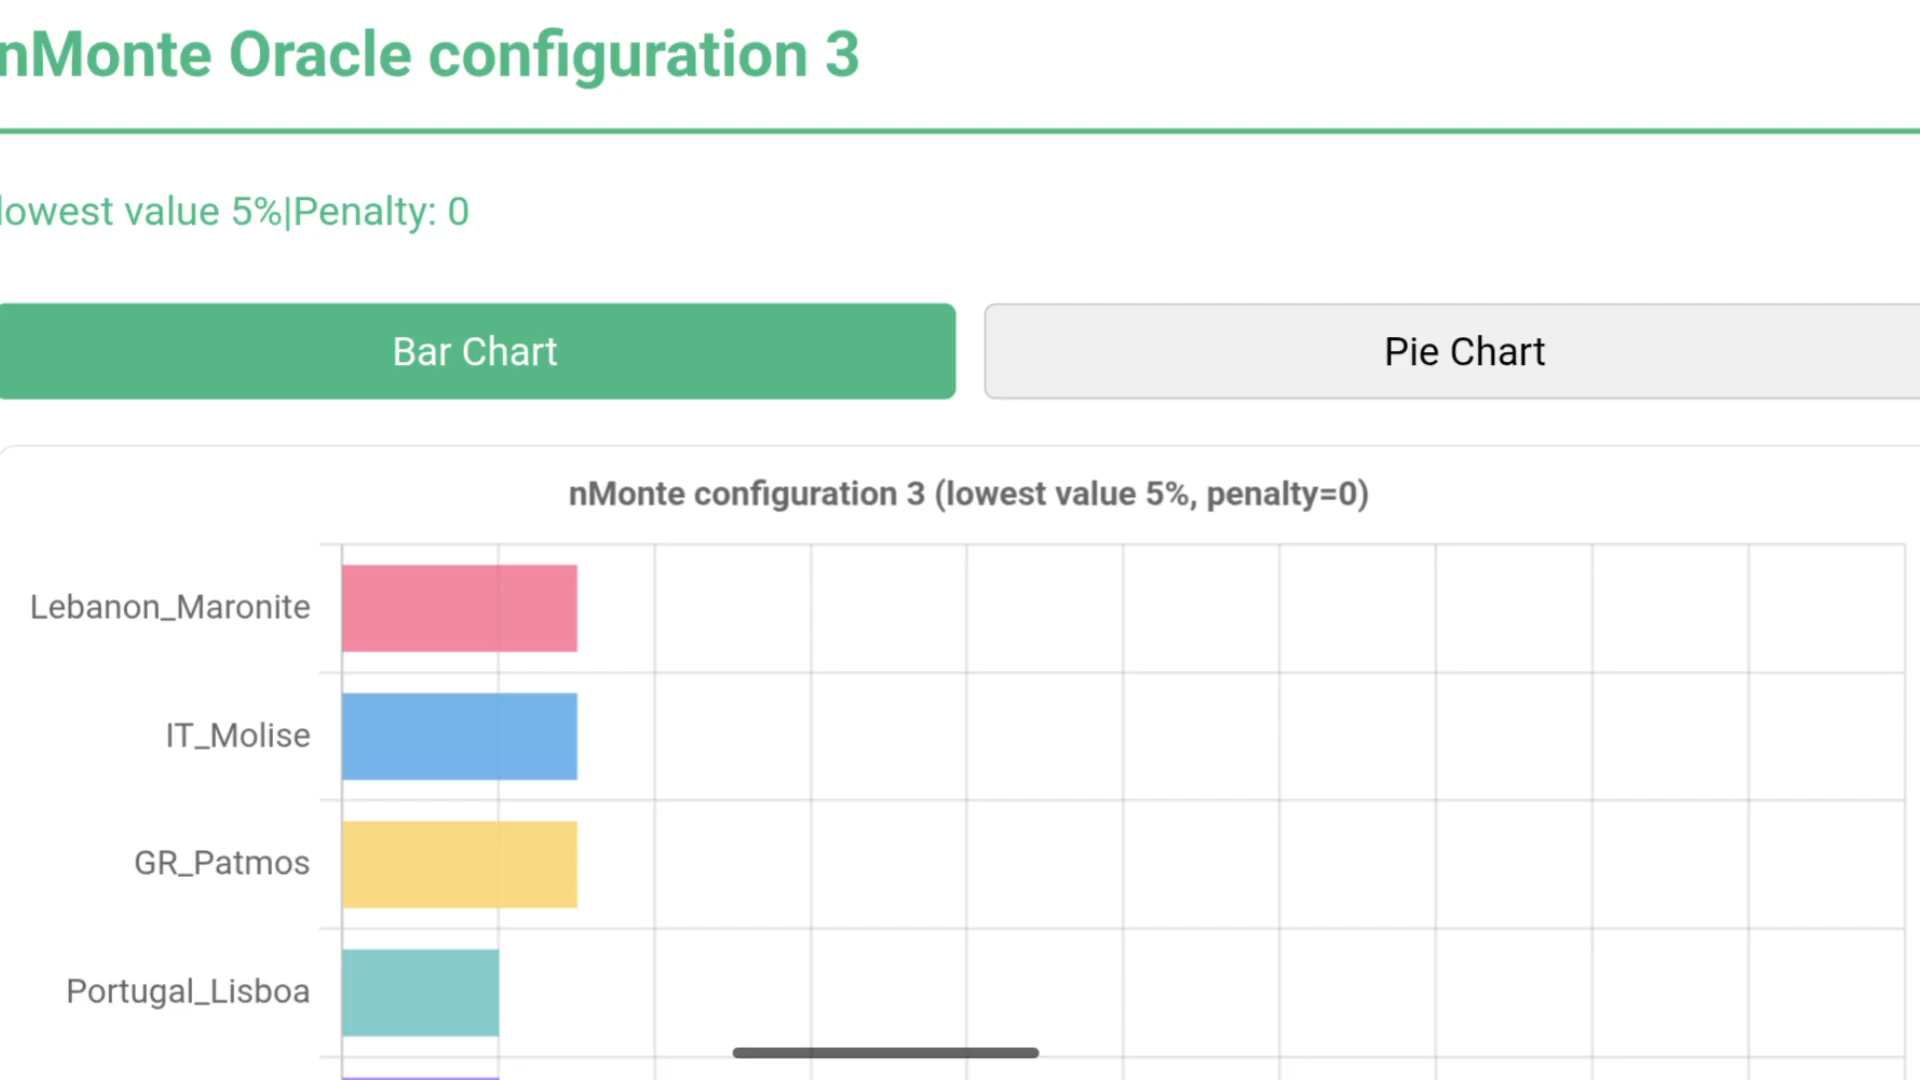 nMonte Oracle configuration 3
lowest value 5%|Penalty: 0
Bar Chart
Pie Chart
nMonte configuration 3 (lowest value 5%, penalty=0)
Lebanon_Maronite
IT_Molise
GR_Patmos
Portugal_Lisboa